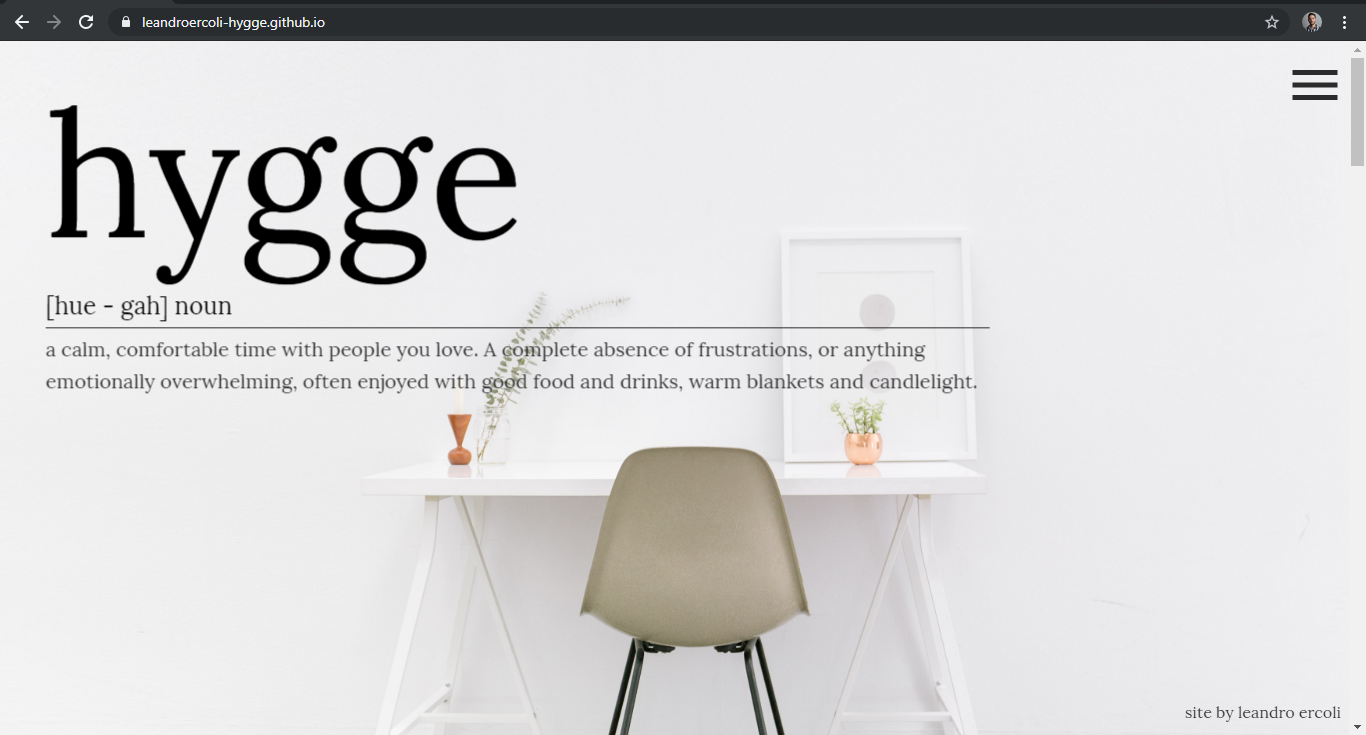 leandroercoli-hygge.github.io
hygge
[hue - gah] noun
a calm, comfortable time with people you love. A complete absence of frustrations, or anything
emotionally overwhelming, often enjoyed with good food and drinks, warm blankets and candlelight.
site by leandro ercoli